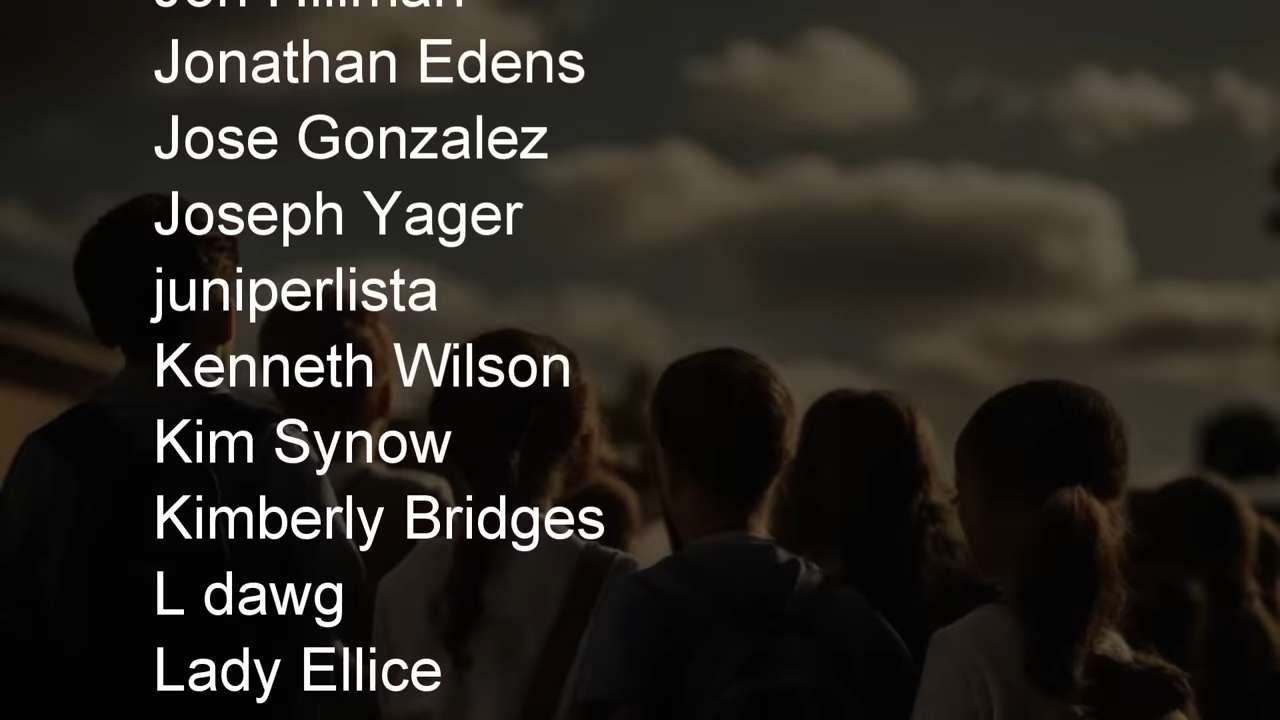 Jonathan Edens
Jose Gonzalez
Joseph Yager
juniperlista
Kenneth Wilson
Kim Synow
Kimberly Bridges
L dawg
Lady Ellice